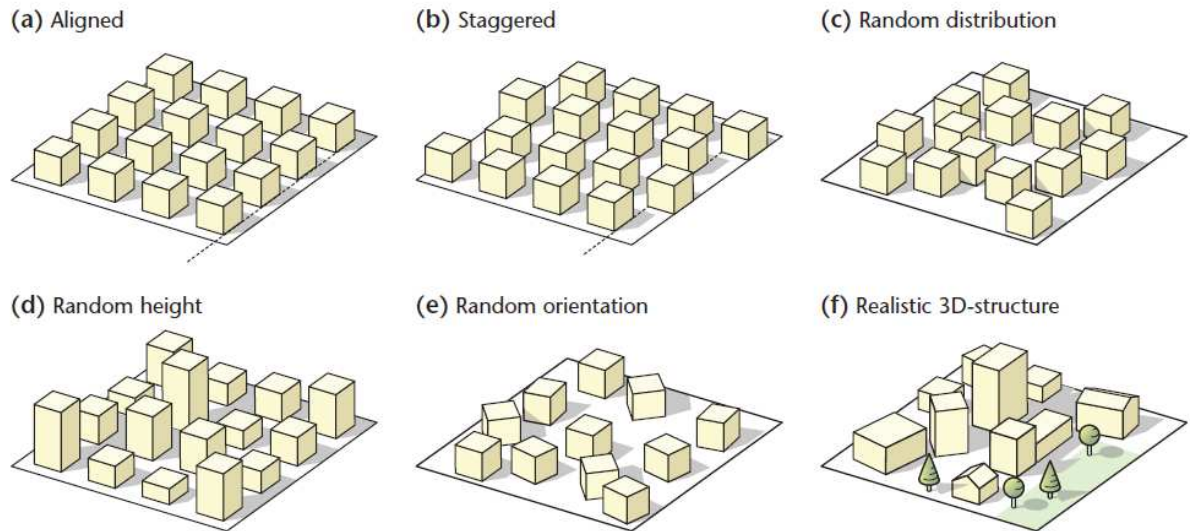 (a) Aligned
(b) Staggered
(c) Random distribution
(d) Random height
(e) Random orientation
(f) Realistic 3D-structure